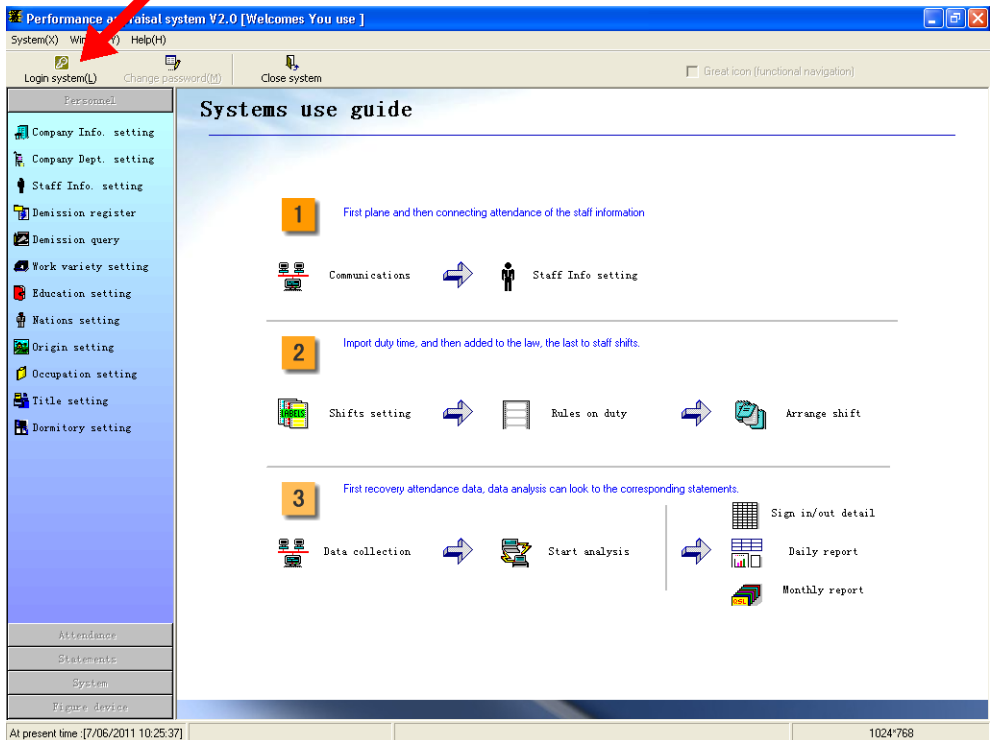 Performance a raisal system V2.0 [Welcomes You use ]
System(X) Win Y) Help(H)
Login system(L) Change password(M) Close system Great icon (functional navigation)
Personnel
Company Info. setting
Company Dept. setting
Staff Info. setting
Demission register
Demission query
Work variety setting
Education setting
Nations setting
Origin setting
Occupation setting
Title setting
Dormitory setting
Attendance
Statements
System
Figure device
Systems use guide
1 First plane and then connecting attendance of the staff information
Communications Staff Info setting
2 Import duty time, and then added to the law, the last to staff shifts.
LABELS Shifts setting Rules on duty Arrange shift
3 First recovery attendance data, data analysis can look to the corresponding statements.
Data collection Start analysis
Sign in/out detail
Daily report
Monthly report
At present time :[7/06/2011 10:25:37] 1024*768